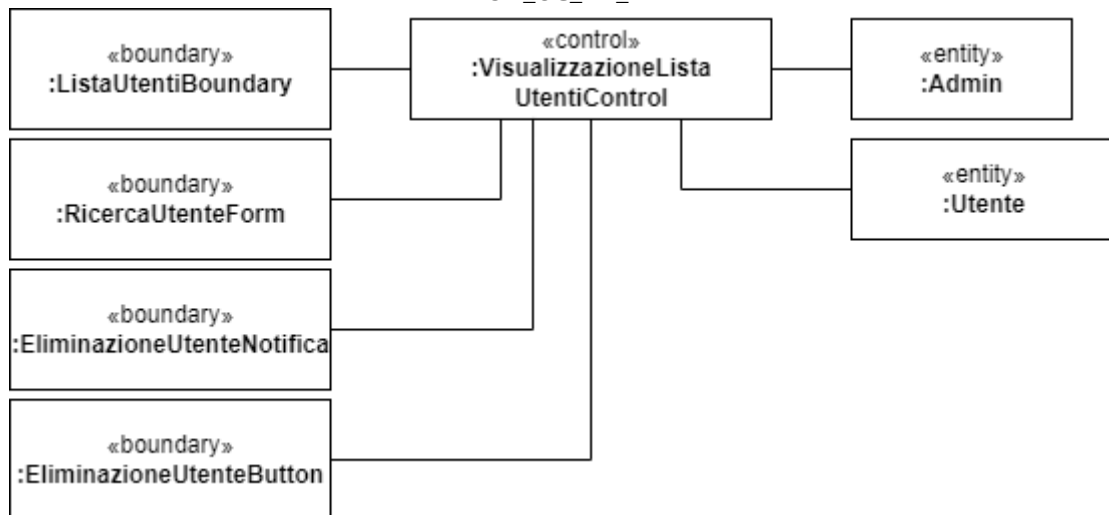 «boundary»
:ListaUtentiBoundary
«control»
:VisualizzazioneLista
UtentiControl
«entity»
:Admin
«boundary»
:RicercaUtenteForm
«entity»
:Utente
«boundary»
:EliminazioneUtenteNotifica
«boundary»
:EliminazioneUtenteButton